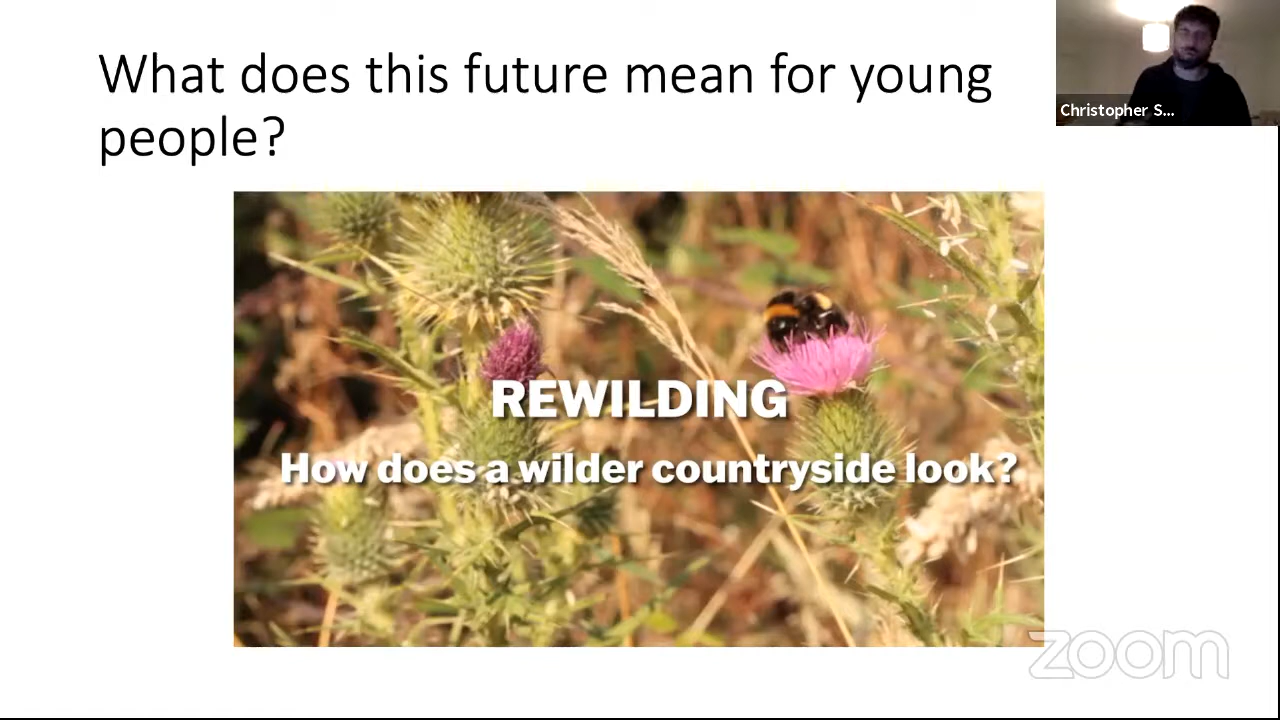 What does this future mean for young
people?
Christopher S...
REWILDING
How does a wilder countryside look?
zoom